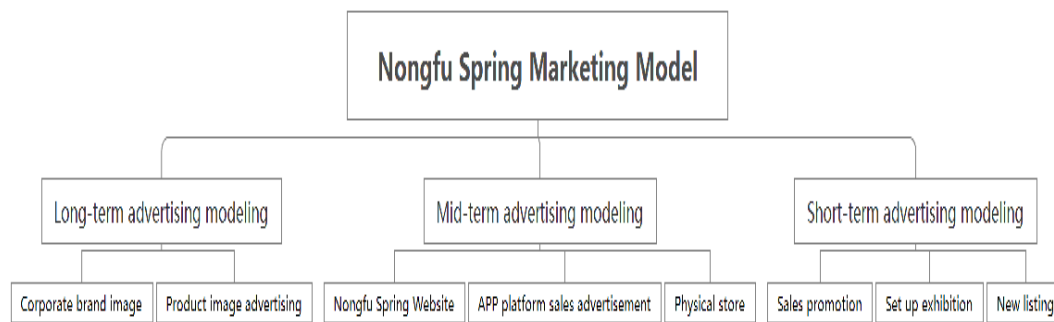 Nongfu Spring Marketing Model
Long-term advertising modeling
Mid-term advertising modeling
Short-term advertising modeling
Corporate brand image
Product image advertising
Nongfu Spring Website
APP platform sales advertisement
Physical store
Sales promotion
Set up exhibition
New listing